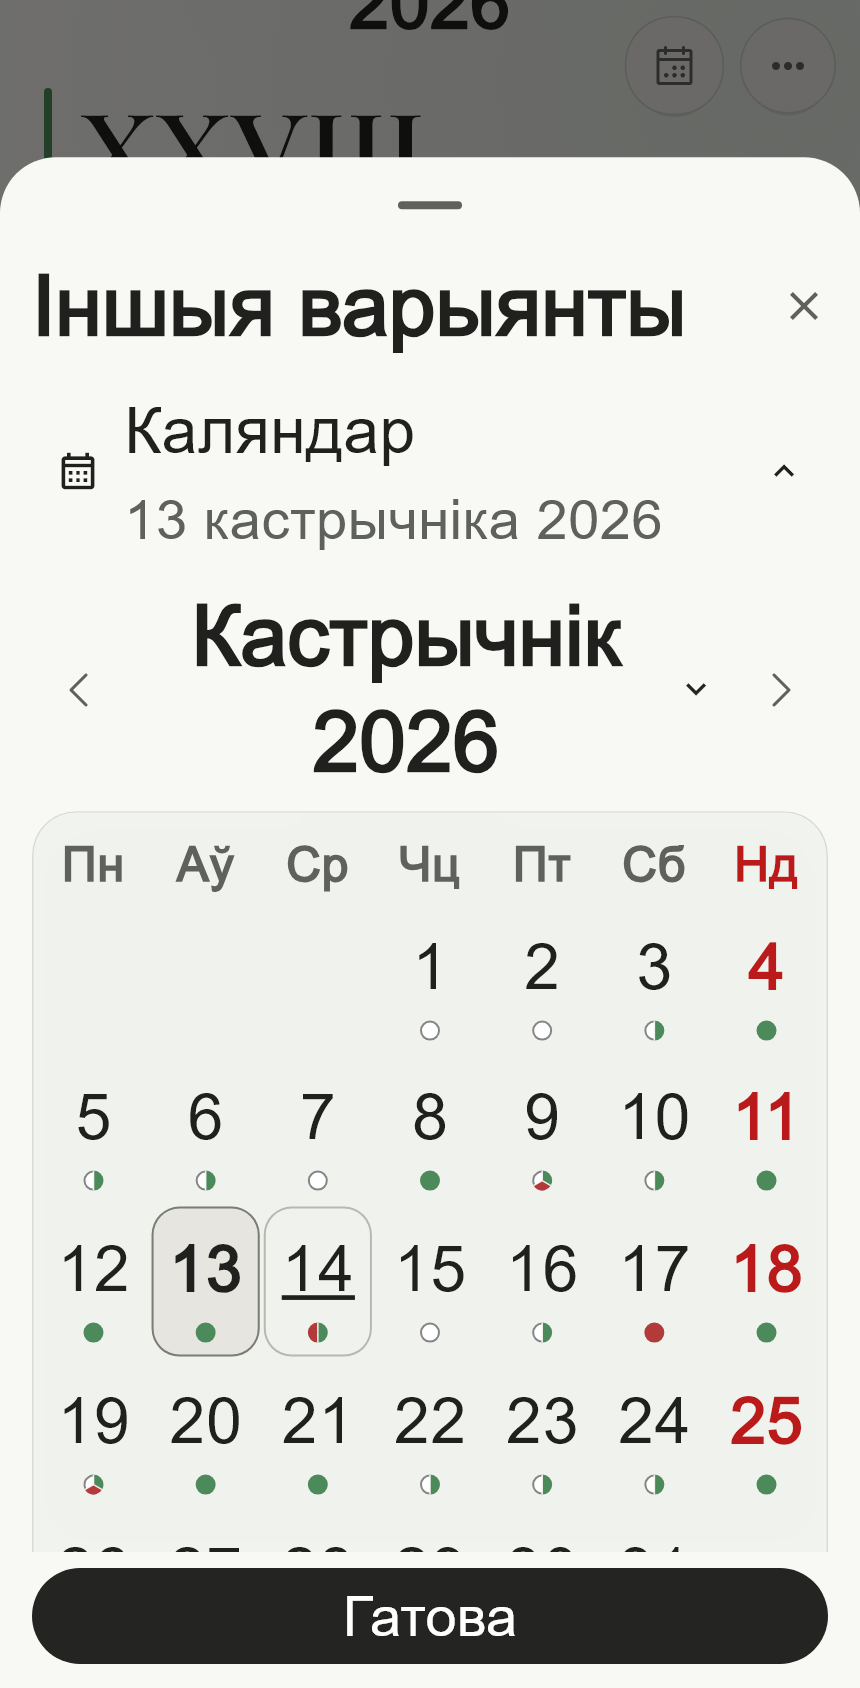 2026
XXVIII
Іншыя варыянты
Каляндар
13 кастрычніка 2026
Кастрычнік
2026
Пн Аў Ср Чц Пт Сб Нд
1 2 3 4
5 6 7 8 9 10 11
12 13 14 15 16 17 18
19 20 21 22 23 24 25
Гатова